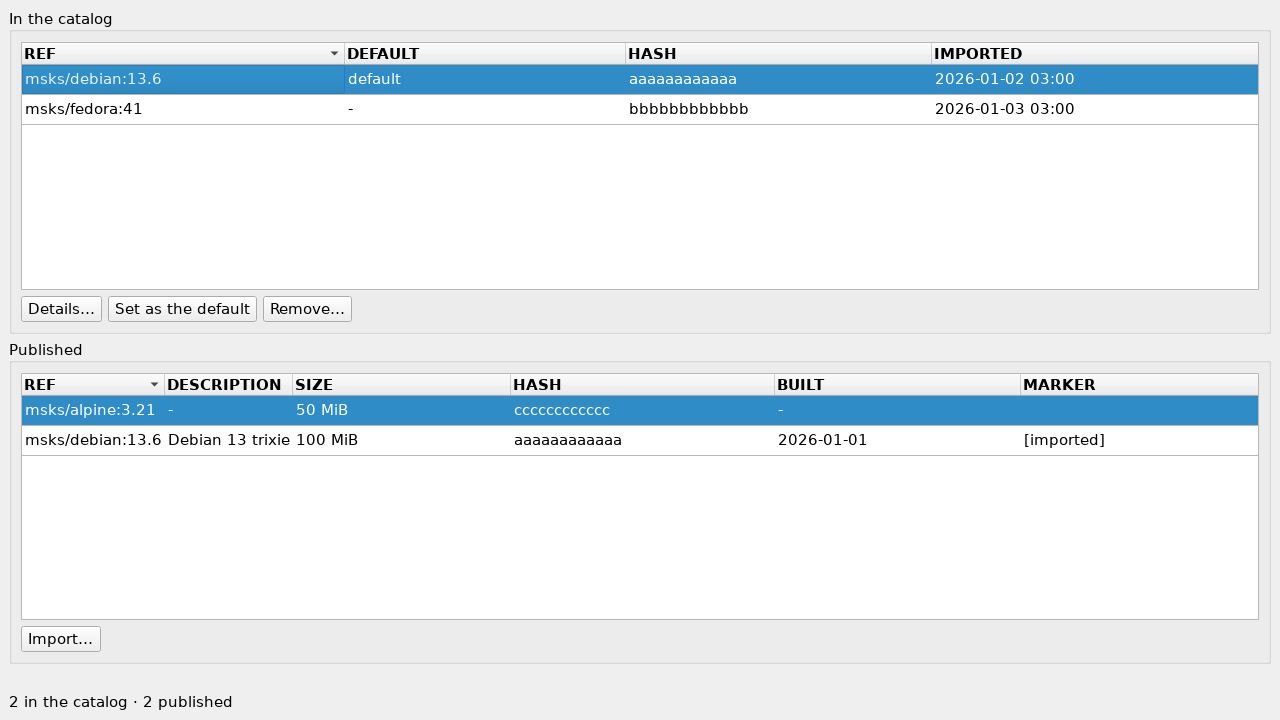 In the catalog
REF DEFAULT HASH IMPORTED
msks/debian:13.6 default aaaaaaaaaaaa 2026-01-02 03:00
msks/fedora:41 - bbbbbbbbbbbb 2026-01-03 03:00
Details... Set as the default Remove...
Published
REF DESCRIPTION SIZE HASH BUILT MARKER
msks/alpine:3.21 - 50 MiB cccccccccccc -
msks/debian:13.6 Debian 13 trixie 100 MiB aaaaaaaaaaaa 2026-01-01 [imported]
Import...
2 in the catalog · 2 published